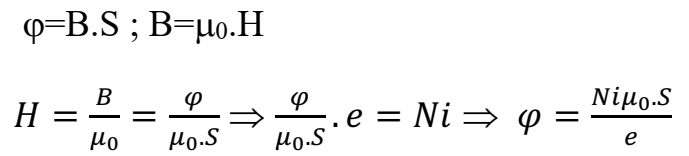 φ=B.S ; B=μ₀.H
H = B/μ₀ = φ/μ₀.S ⇒ φ/μ₀.S . e = Ni ⇒ φ = Niμ₀.S/e